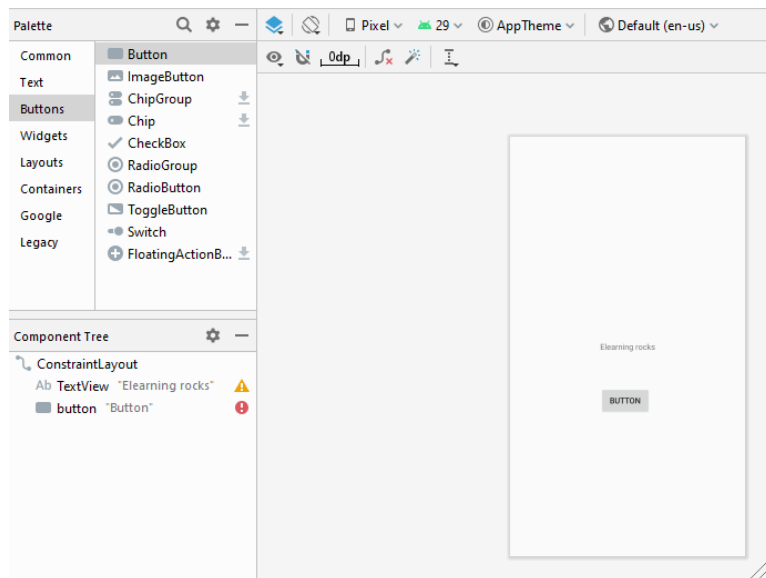 Palette
Pixel 29 AppTheme Default (en-us)
0dp
Common
Text
Buttons
Widgets
Layouts
Containers
Google
Legacy
Button
ImageButton
ChipGroup
Chip
CheckBox
RadioGroup
RadioButton
ToggleButton
Switch
FloatingActionB...
Component Tree
ConstraintLayout
Ab TextView "Elearning rocks"
button "Button"
Elearning rocks
BUTTON